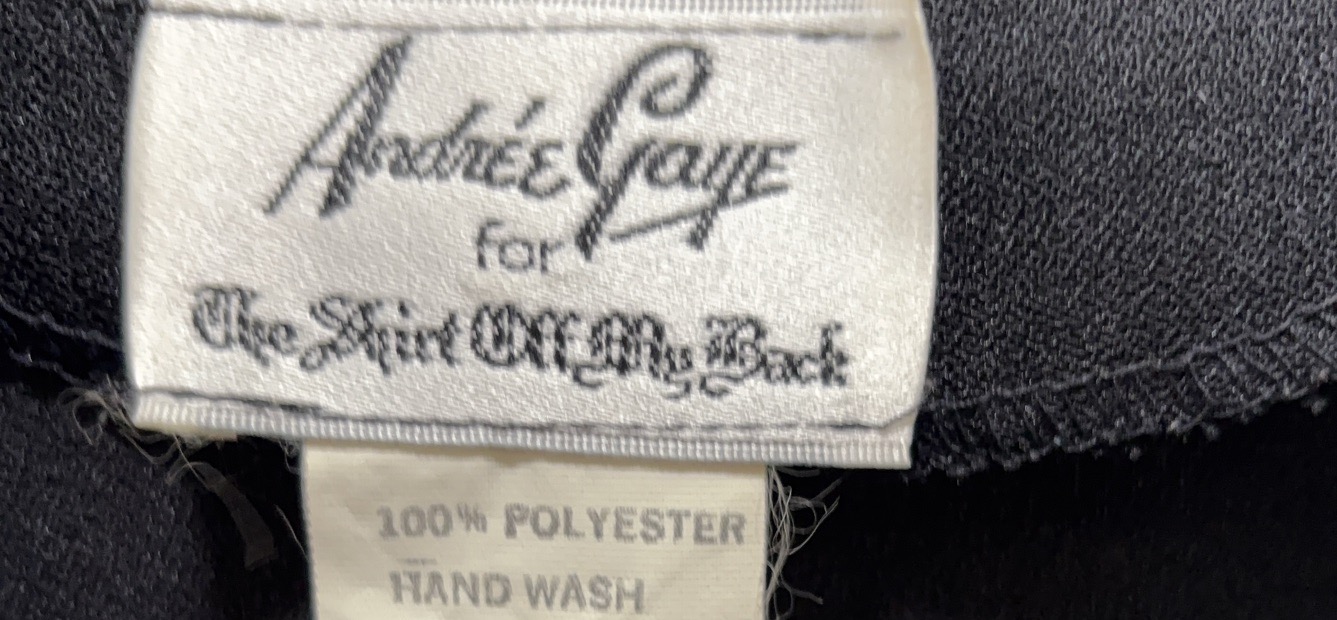 Andrée Gayle
for
The Shirt Off My Back
100% POLYESTER
HAND WASH